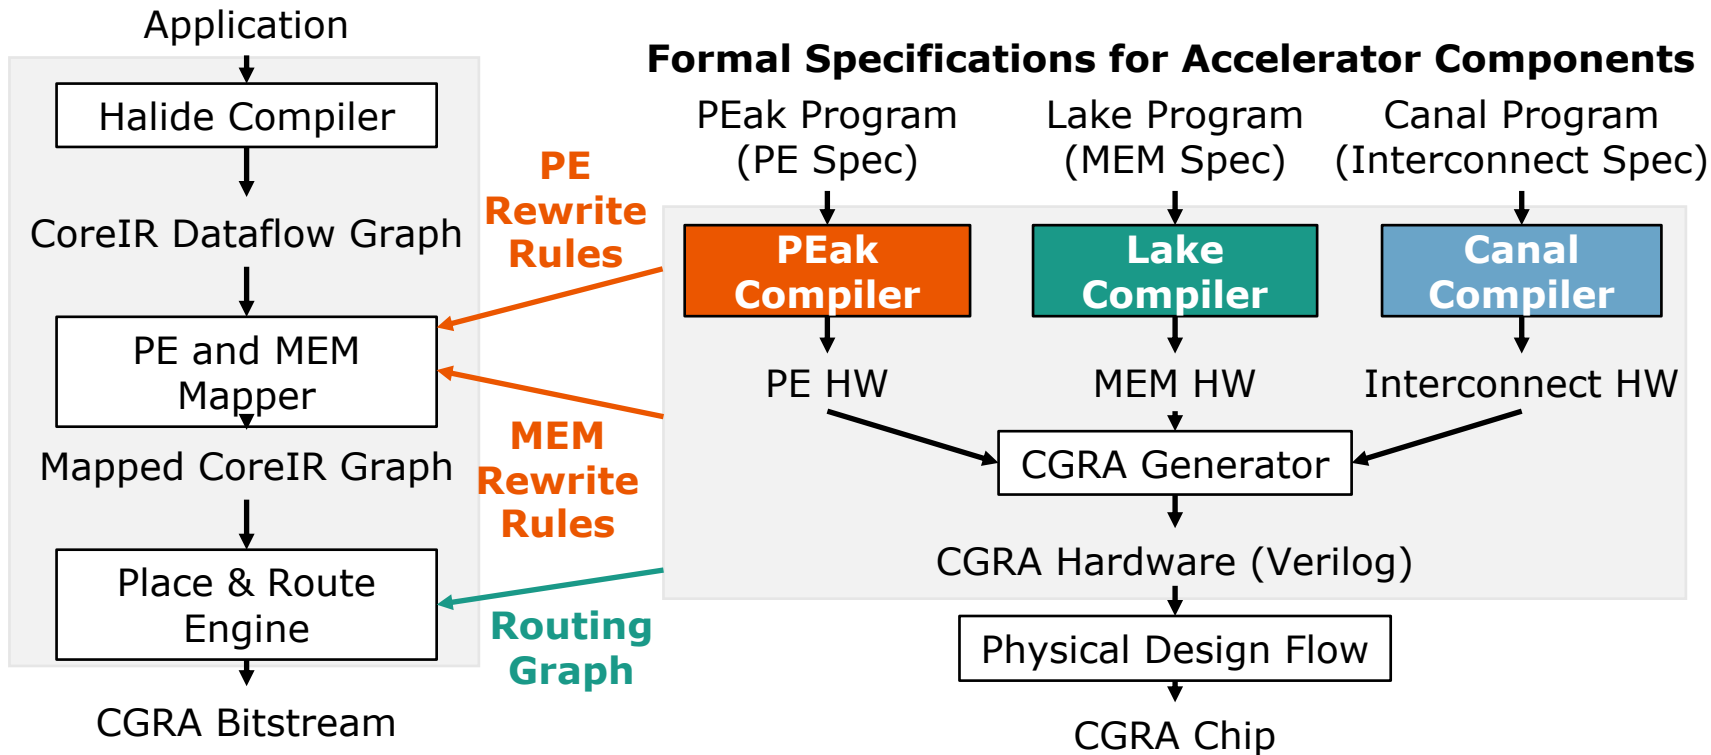 Application
Halide Compiler
CoreIR Dataflow Graph
PE and MEM
Mapper
Mapped CoreIR Graph
Place & Route
Engine
CGRA Bitstream
PE
Rewrite
Rules
MEM
Rewrite
Rules
Routing
Graph
Formal Specifications for Accelerator Components
PEak Program
(PE Spec)
Lake Program
(MEM Spec)
Canal Program
(Interconnect Spec)
PEak
Compiler
Lake
Compiler
Canal
Compiler
PE HW
MEM HW
Interconnect HW
CGRA Generator
CGRA Hardware (Verilog)
Physical Design Flow
CGRA Chip